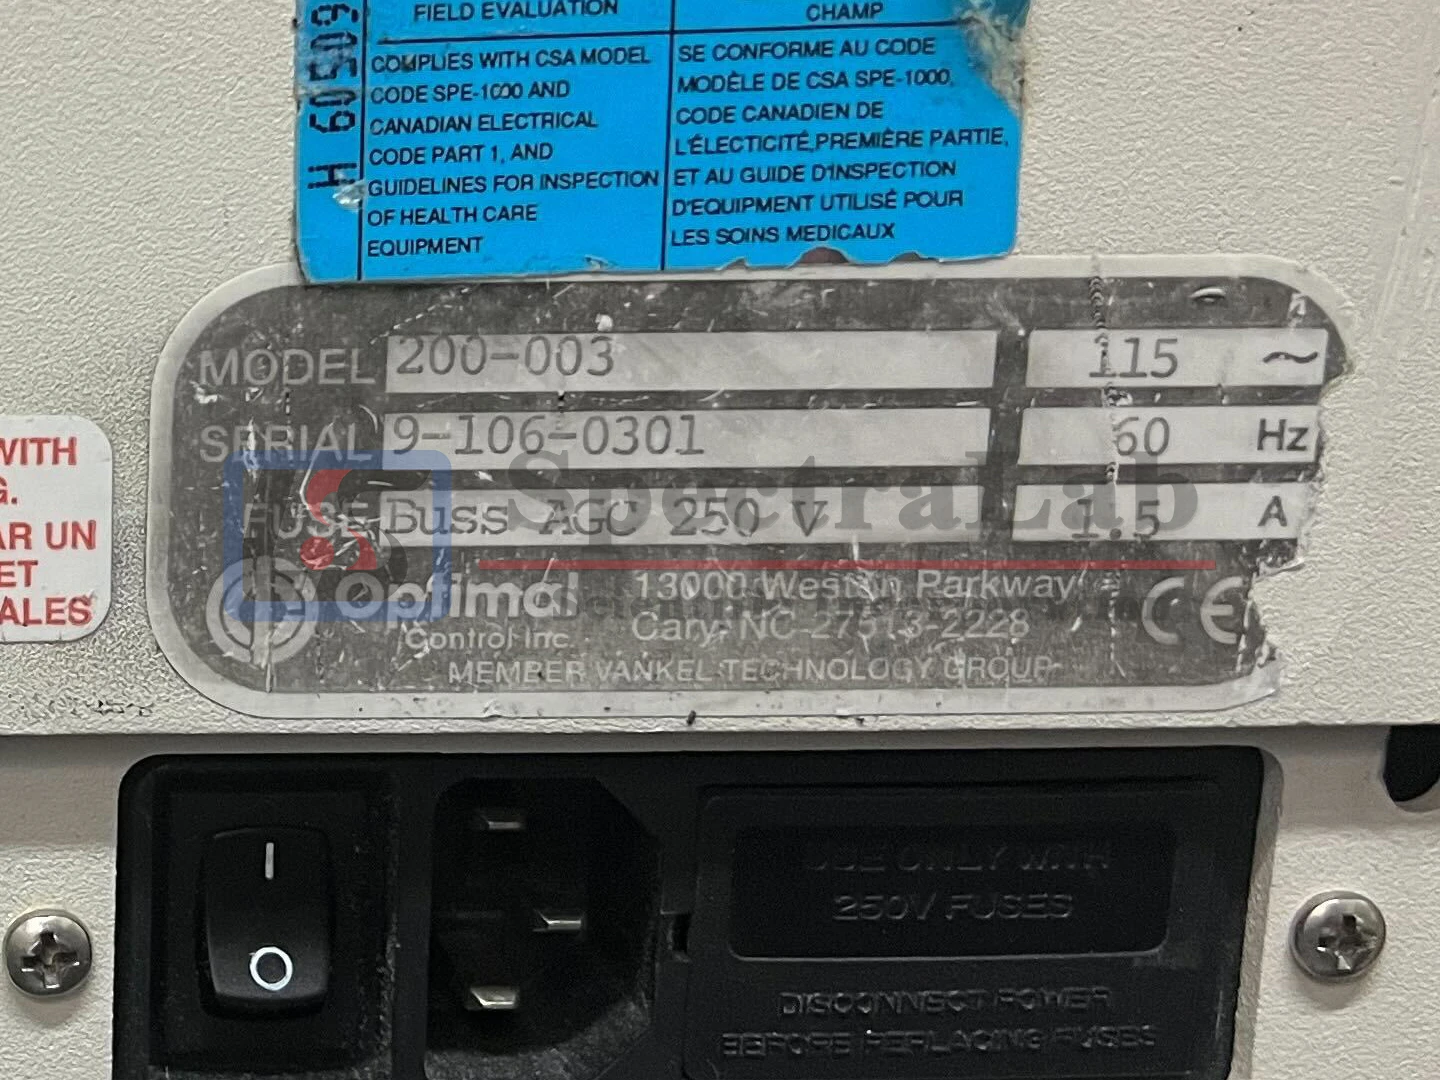 H 60509
FIELD EVALUATION
COMPLIES WITH CSA MODEL
CODE SPE-1000 AND
CANADIAN ELECTRICAL
CODE PART 1, AND
GUIDELINES FOR INSPECTION
OF HEALTH CARE
EQUIPMENT
CHAMP
SE CONFORME AU CODE
MODÈLE DE CSA SPE-1000,
CODE CANADIEN DE
L'ÉLECTICITÉ,PREMIÈRE PARTIE,
ET AU GUIDE D'INSPECTION
D'EQUIPMENT UTILISÉ POUR
LES SOINS MEDICAUX
MODEL 200-003 115 ~
SERIAL 9-106-0301 60 Hz
FUSE Buss AGC 250 V 1.5 A
SpectraLab
Optimal 13000 Weston Parkway
Control Inc. Cary, NC 27513-2228 CE
MEMBER VANKEL TECHNOLOGY GROUP
WITH
G.
AR UN
ET
ALES
USE ONLY WITH
250V FUSES
DISCONNECT POWER
BEFORE REPLACING FUSES